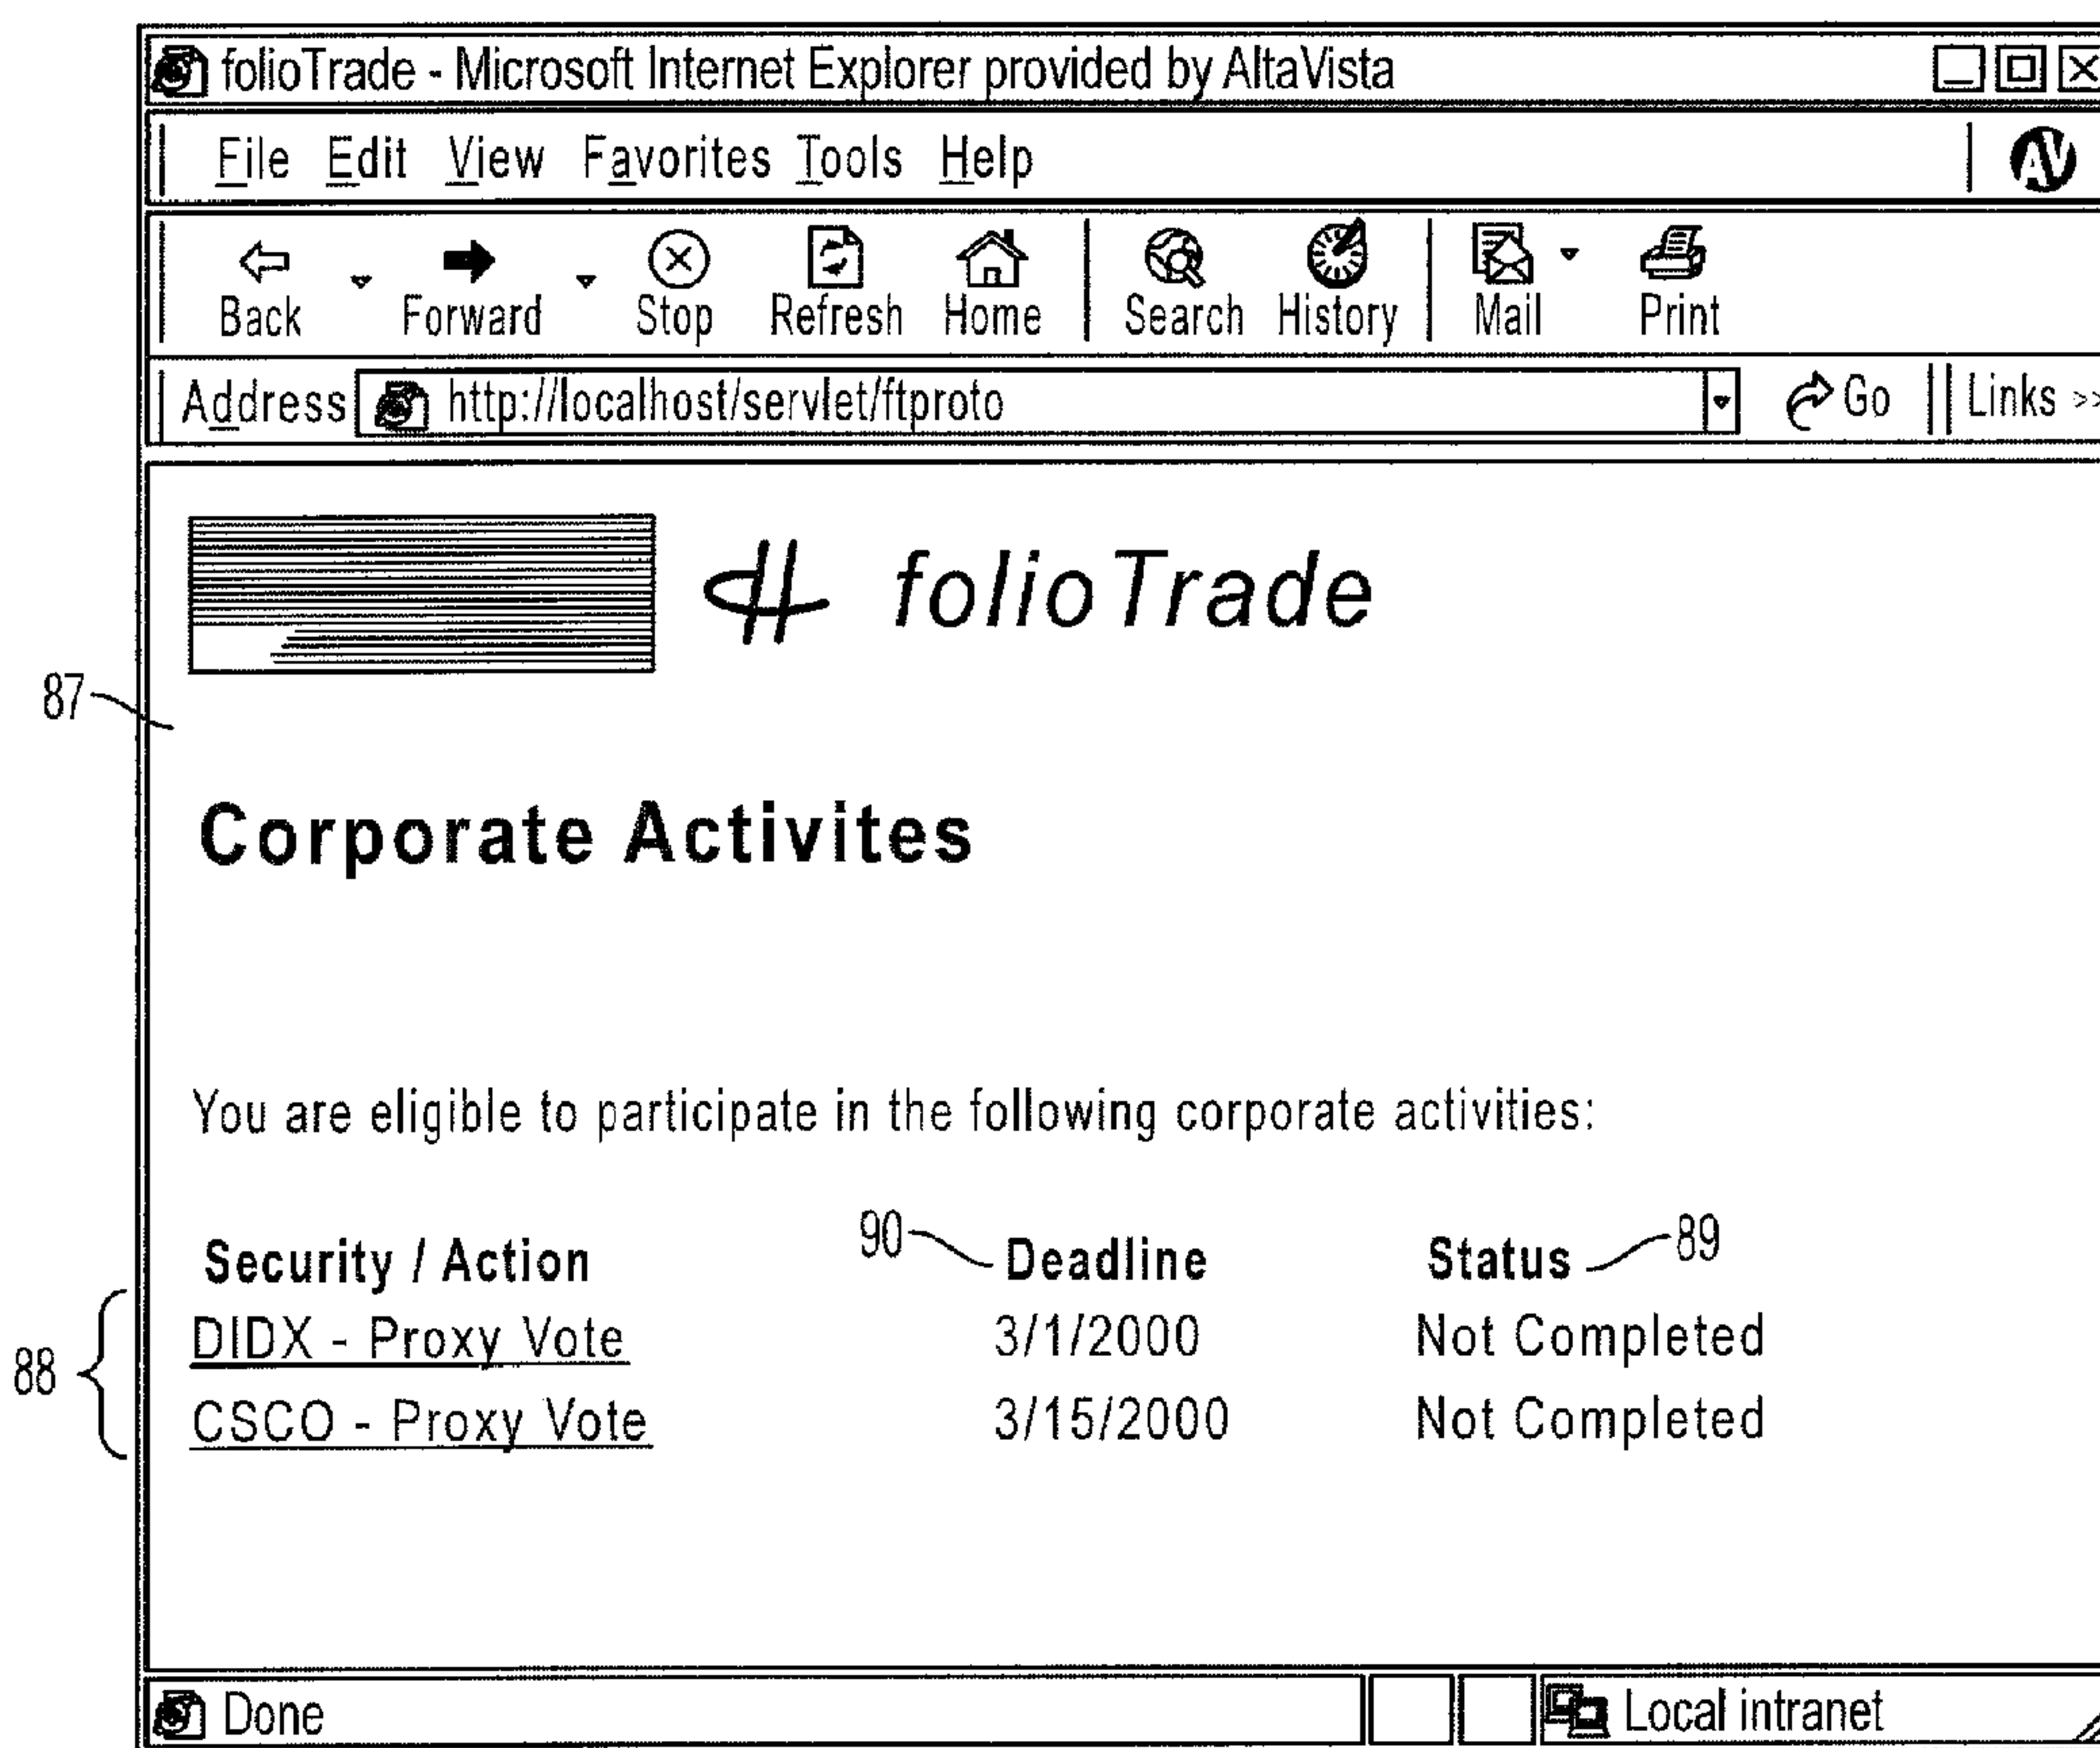 folioTrade - Microsoft Internet Explorer provided by AltaVista
File Edit View Favorites Tools Help
AV
Back Forward Stop Refresh Home Search History Mail Print
Address http://localhost/servlet/ftproto Go Links >>
folioTrade
87
Corporate Activites
You are eligible to participate in the following corporate activities:
90 89
Security / Action Deadline Status
88
DIDX - Proxy Vote 3/1/2000 Not Completed
CSCO - Proxy Vote 3/15/2000 Not Completed
Done Local intranet